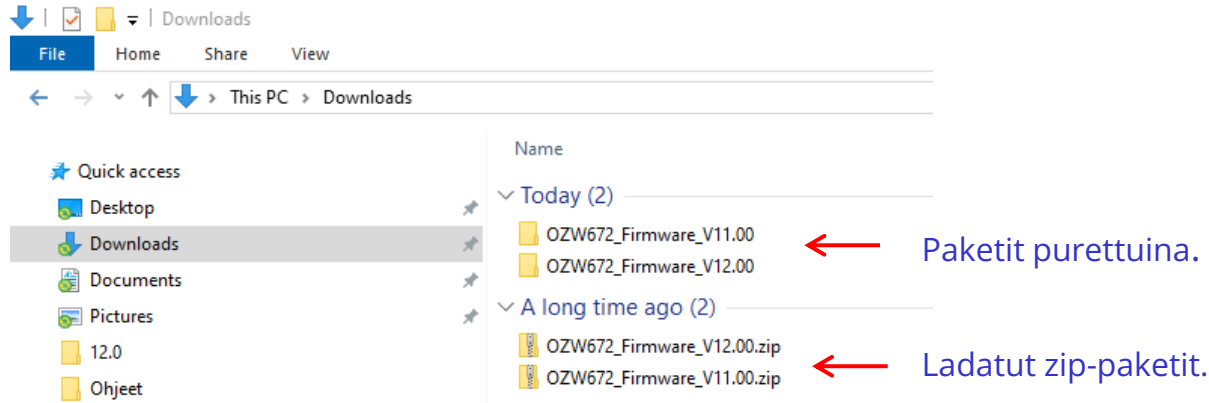 Downloads
File Home Share View
This PC > Downloads
Name
Quick access
Desktop
Downloads
Documents
Pictures
12.0
Ohjeet
Today (2)
OZW672_Firmware_V11.00
OZW672_Firmware_V12.00
Paketit purettuina.
A long time ago (2)
OZW672_Firmware_V12.00.zip
OZW672_Firmware_V11.00.zip
Ladatut zip-paketit.